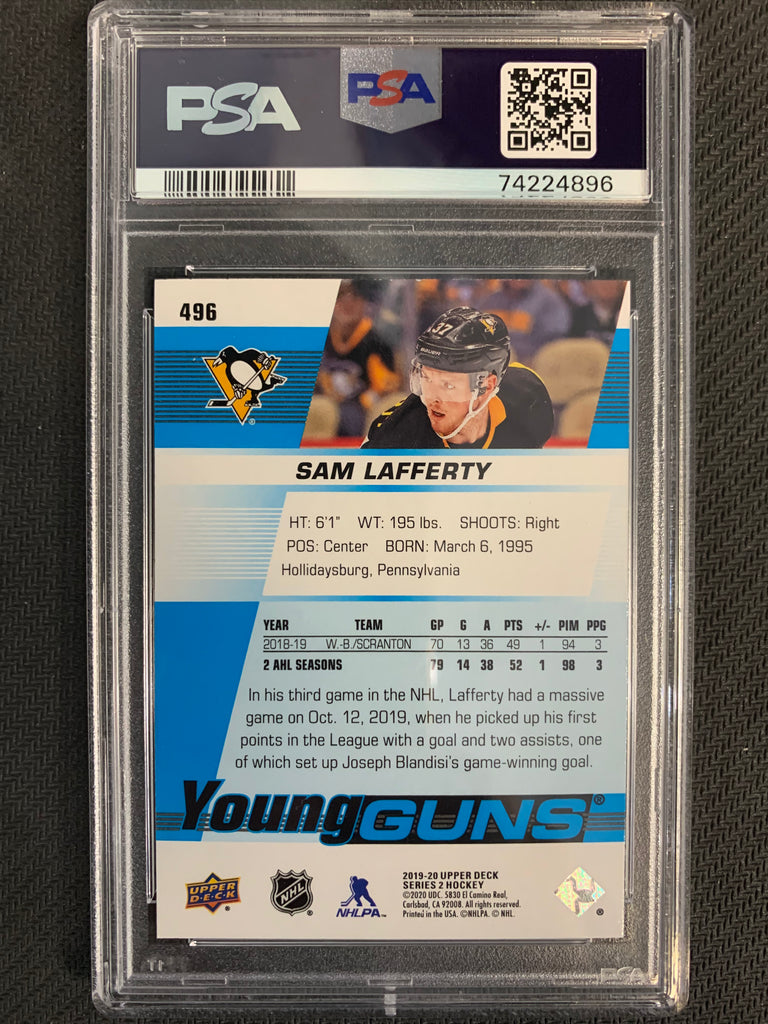 PSA
PSA
74224896
496
37
BAUER
SAM LAFFERTY
HT: 6'1" WT: 195 lbs. SHOOTS: Right
POS: Center BORN: March 6, 1995
Hollidaysburg, Pennsylvania
YEAR TEAM GP G A PTS +/- PIM PPG
2018-19 W.-B./SCRANTON 70 13 36 49 1 94 3
2 AHL SEASONS 79 14 38 52 1 98 3
In his third game in the NHL, Lafferty had a massive
game on Oct. 12, 2019, when he picked up his first
points in the League with a goal and two assists, one
of which set up Joseph Blandisi's game-winning goal.
Young GUNS®
UPPER
D.E.C.K
NHL
NHLPA™
2019-20 UPPER DECK
SERIES 2 HOCKEY
©2020 UDC. 5830 El Camino Real,
Carlsbad, CA 92008. All rights reserved.
Printed in the USA. ©NHLPA. © NHL.
PSA